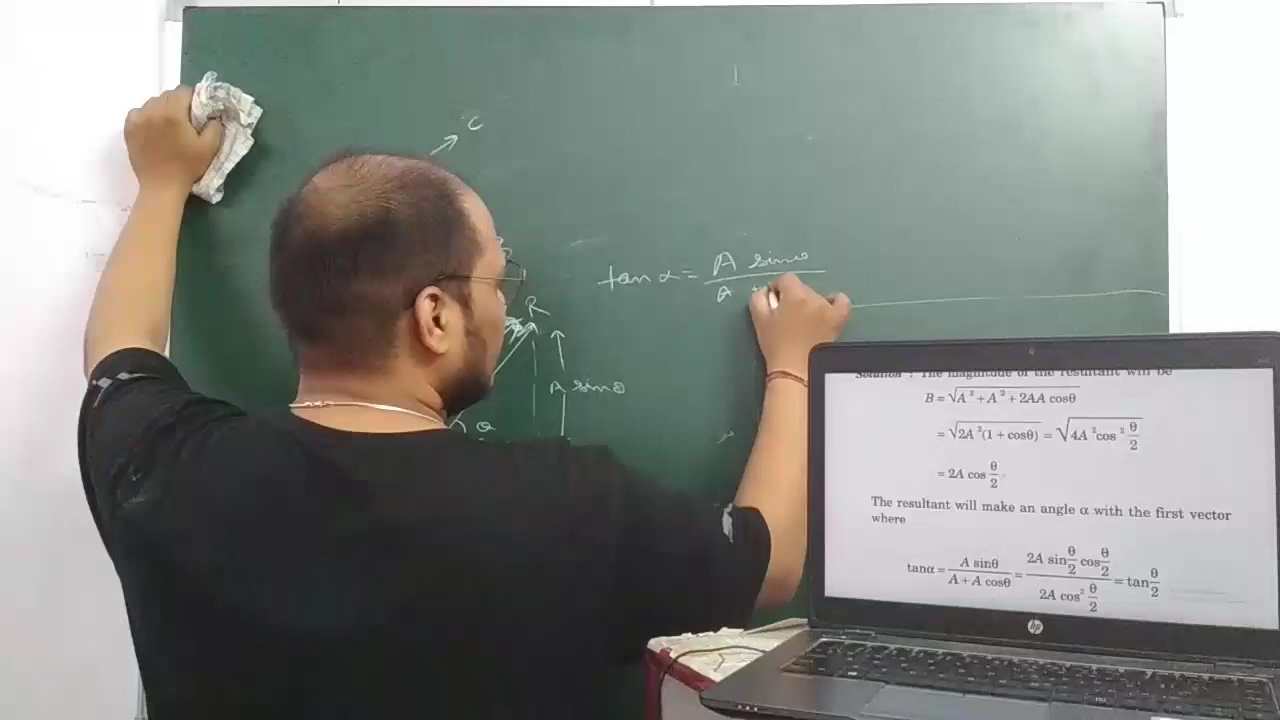 C
tan α = A sinθ
A +
R
A sinθ
Solution : The magnitude of the resultant will be
B = √A² + A² + 2AA cosθ
= √2A²(1 + cosθ) = √4A² cos² θ/2
= 2A cos θ/2 .
The resultant will make an angle α with the first vector
where
tanα = A sinθ / A + A cosθ = 2A sin θ/2 cos θ/2 / 2A cos² θ/2 = tan θ/2
hp